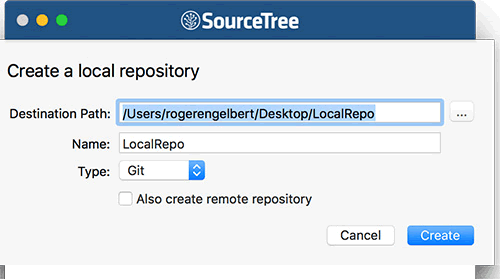 SourceTree
Create a local repository
Destination Path: /Users/rogerengelbert/Desktop/LocalRepo ...
Name: LocalRepo
Type: Git
Also create remote repository
Cancel Create